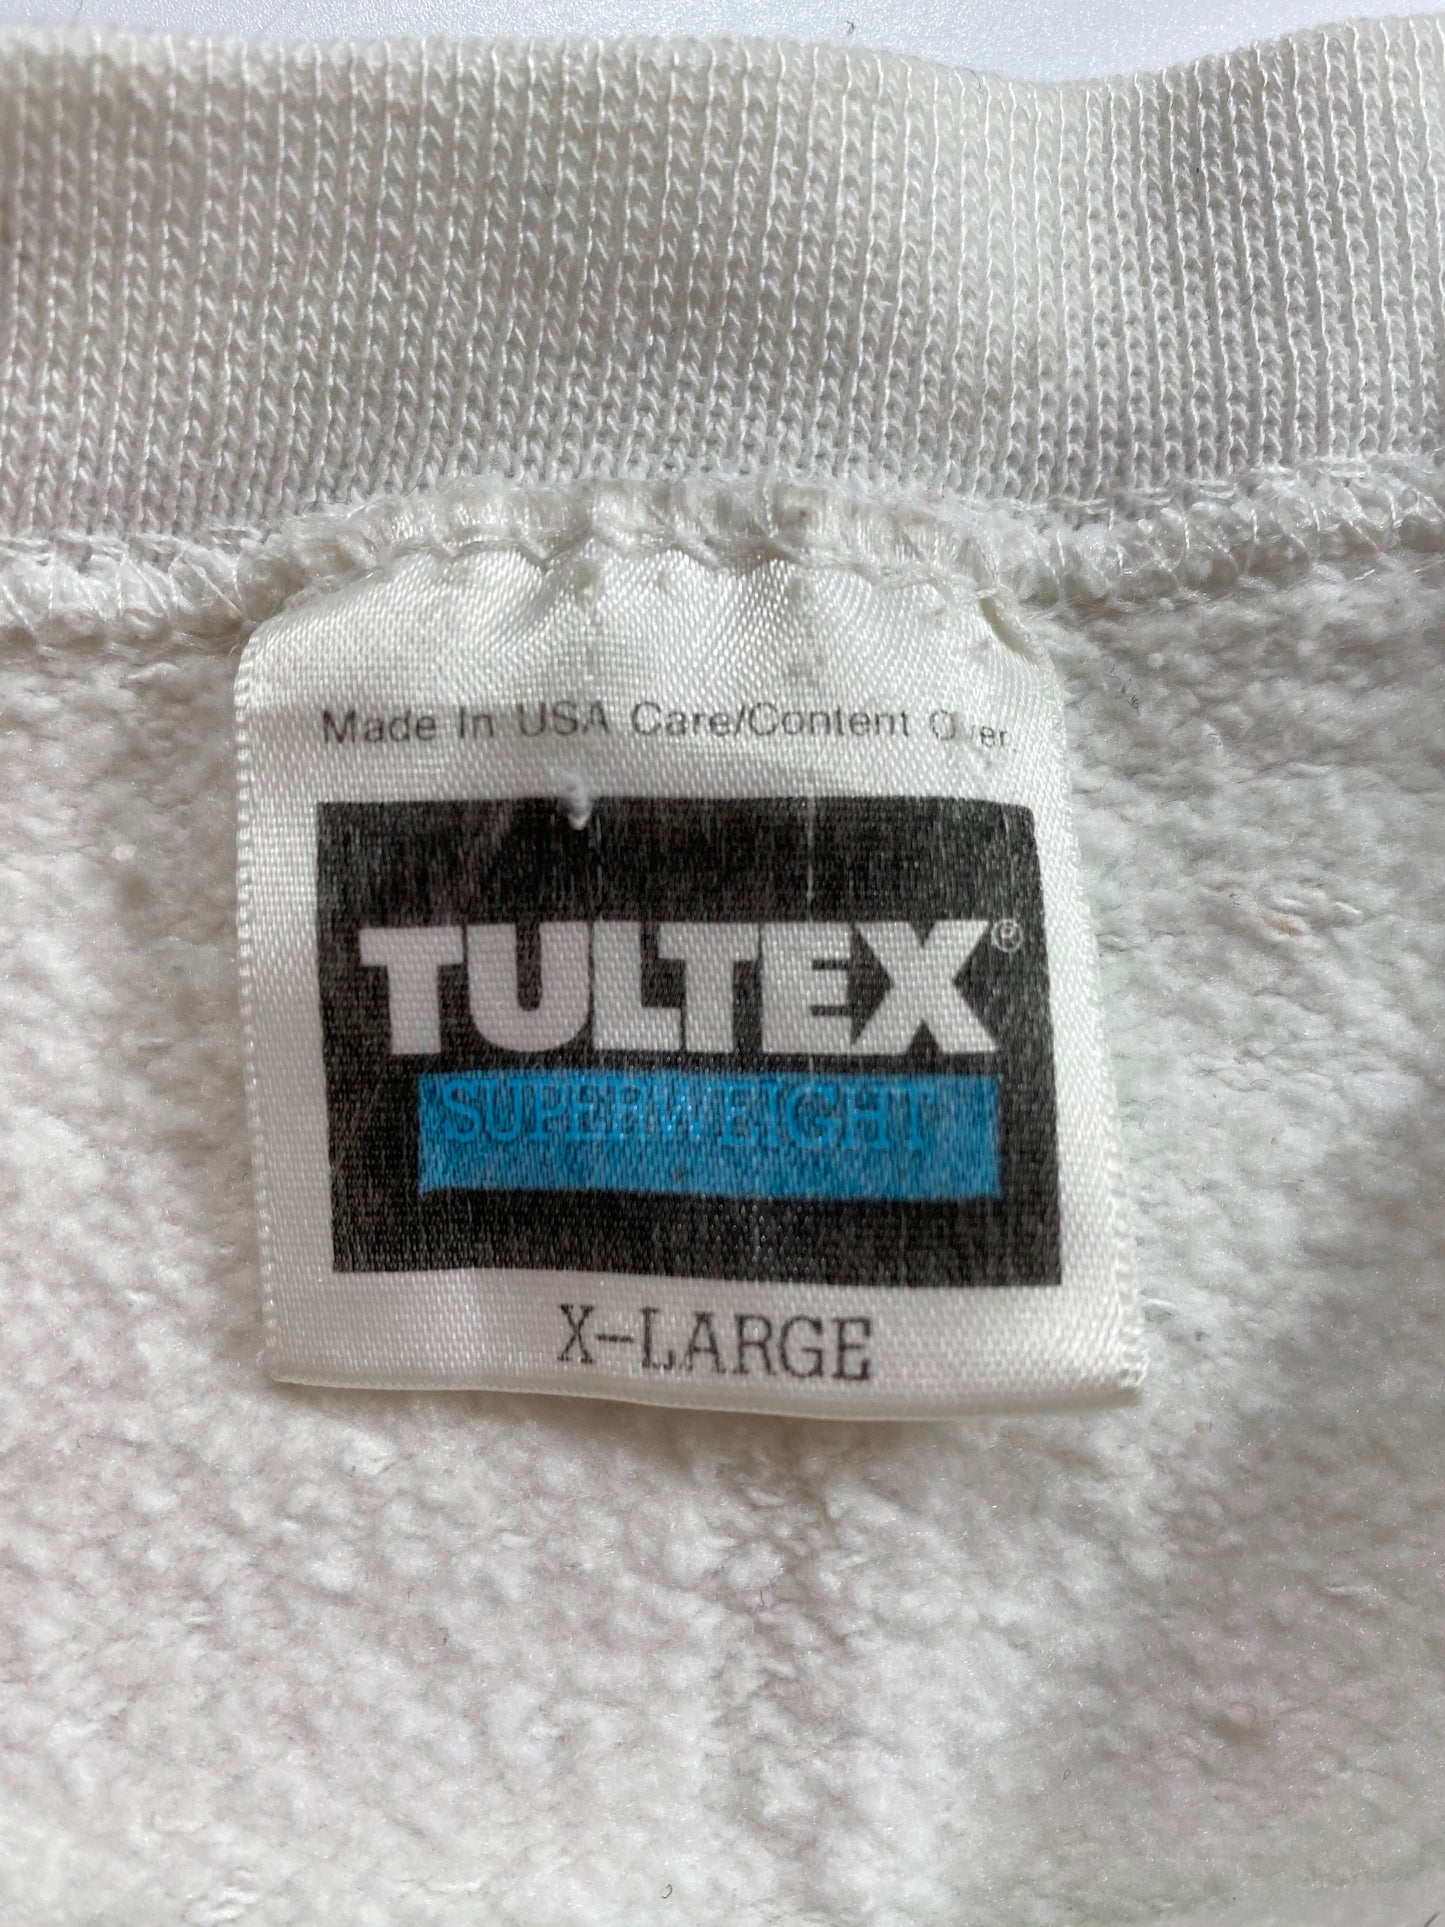 Made In USA Care/Content Over.
TULTEX®
SUPERWEIGHT
X-LARGE